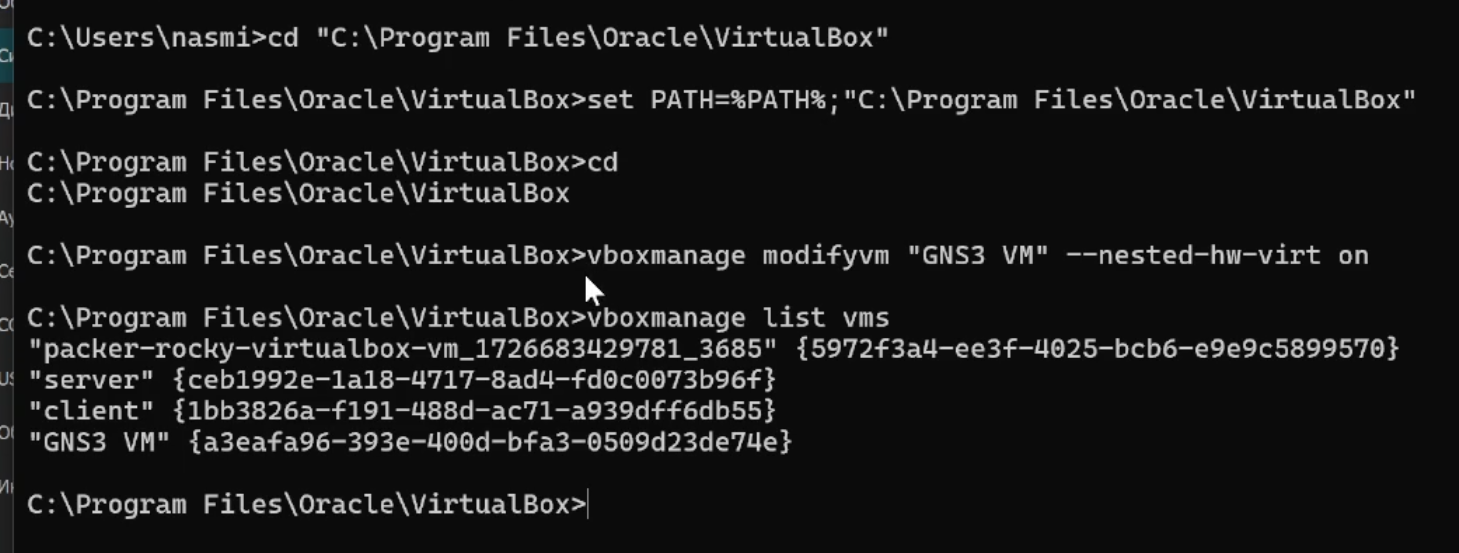 C:\Users\nasmi>cd "C:\Program Files\Oracle\VirtualBox"
C:\Program Files\Oracle\VirtualBox>set PATH=%PATH%;"C:\Program Files\Oracle\VirtualBox"
C:\Program Files\Oracle\VirtualBox>cd
C:\Program Files\Oracle\VirtualBox
C:\Program Files\Oracle\VirtualBox>vboxmanage modifyvm "GNS3 VM" --nested-hw-virt on
C:\Program Files\Oracle\VirtualBox>vboxmanage list vms
"packer-rocky-virtualbox-vm_1726683429781_3685" {5972f3a4-ee3f-4025-bcb6-e9e9c5899570}
"server" {ceb1992e-1a18-4717-8ad4-fd0c0073b96f}
"client" {1bb3826a-f191-488d-ac71-a939dff6db55}
"GNS3 VM" {a3eafa96-393e-400d-bfa3-0509d23de74e}
C:\Program Files\Oracle\VirtualBox>